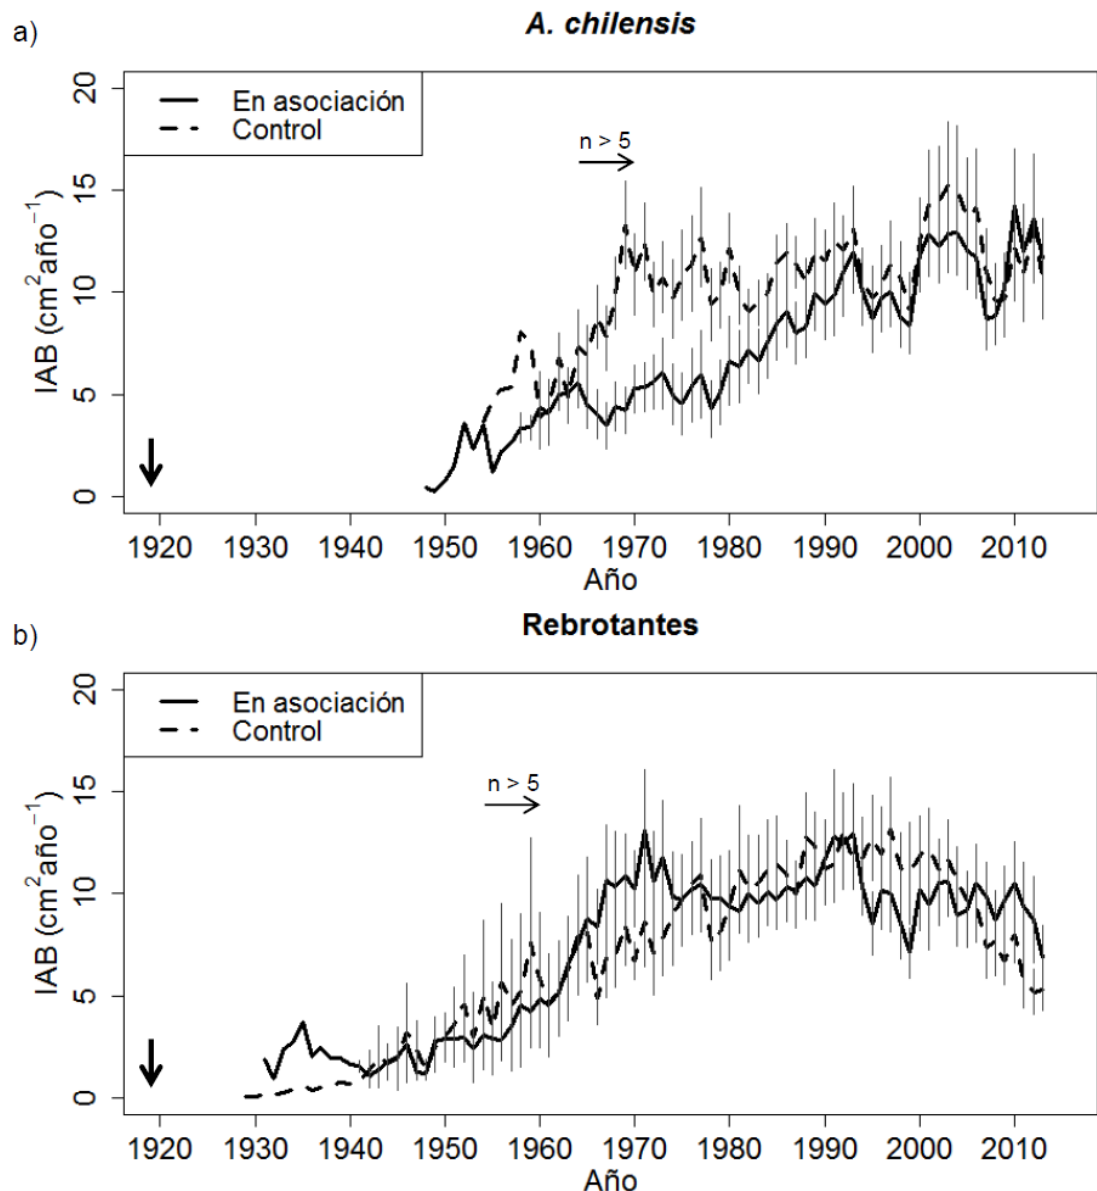 a)
A. chilensis
En asociación
Control
n > 5
IAB (cm²año⁻¹)
0 5 10 15 20
1920 1930 1940 1950 1960 1970 1980 1990 2000 2010
Año
b)
Rebrotantes
En asociación
Control
n > 5
IAB (cm²año⁻¹)
0 5 10 15 20
1920 1930 1940 1950 1960 1970 1980 1990 2000 2010
Año